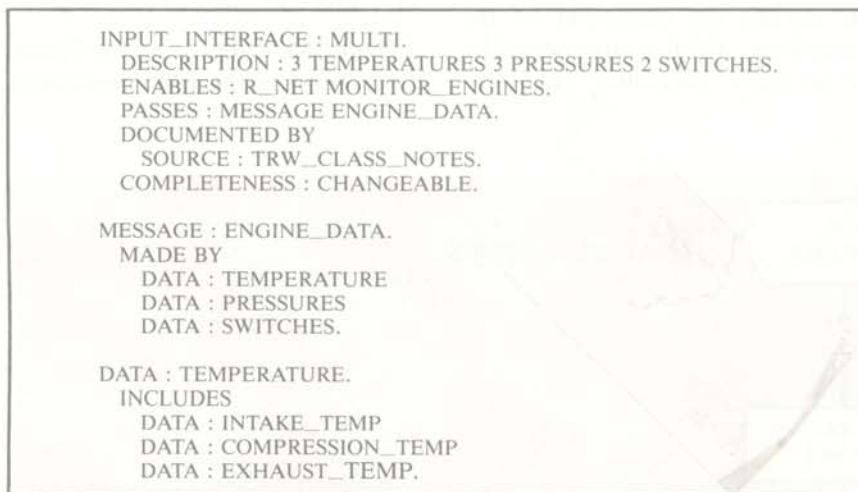 INPUT_INTERFACE : MULTI.
DESCRIPTION : 3 TEMPERATURES 3 PRESSURES 2 SWITCHES.
ENABLES : R_NET MONITOR_ENGINES.
PASSES : MESSAGE ENGINE_DATA.
DOCUMENTED BY
SOURCE : TRW_CLASS_NOTES.
COMPLETENESS : CHANGEABLE.
MESSAGE : ENGINE_DATA.
MADE BY
DATA : TEMPERATURE
DATA : PRESSURES
DATA : SWITCHES.
DATA : TEMPERATURE.
INCLUDES
DATA : INTAKE_TEMP
DATA : COMPRESSION_TEMP
DATA : EXHAUST_TEMP.